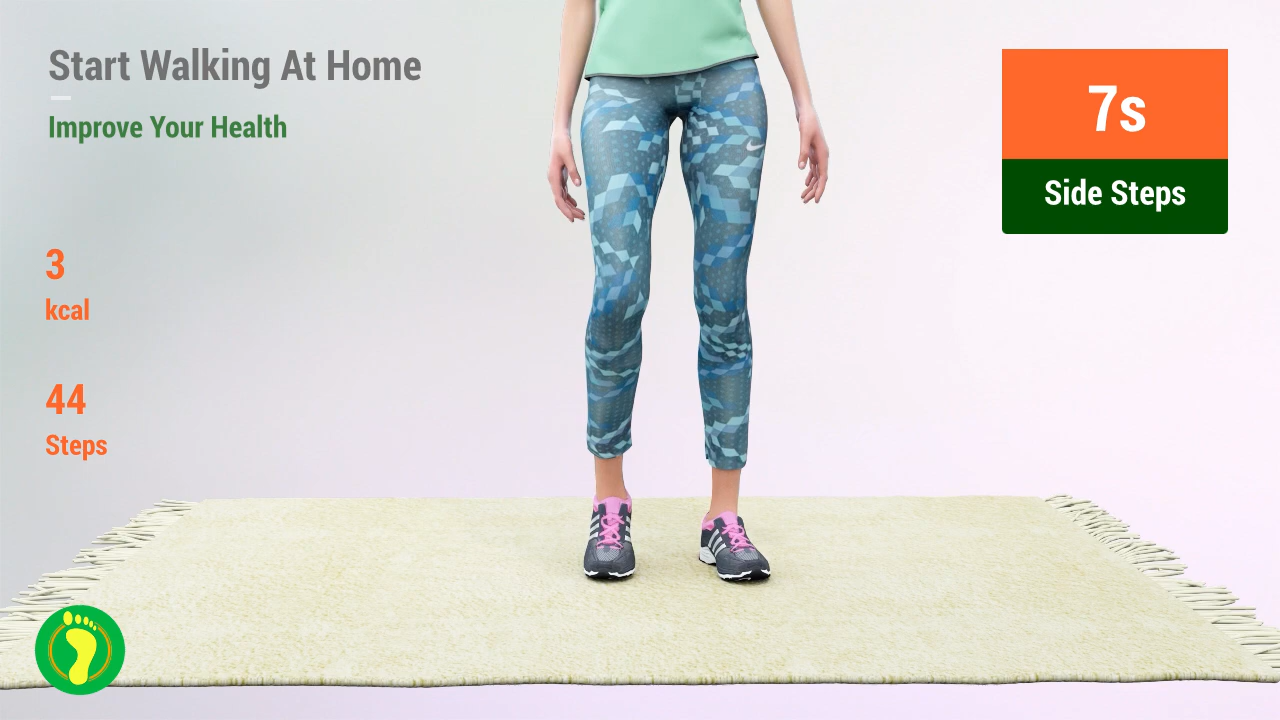 Start Walking At Home
Improve Your Health
7s
Side Steps
3
kcal
44
Steps